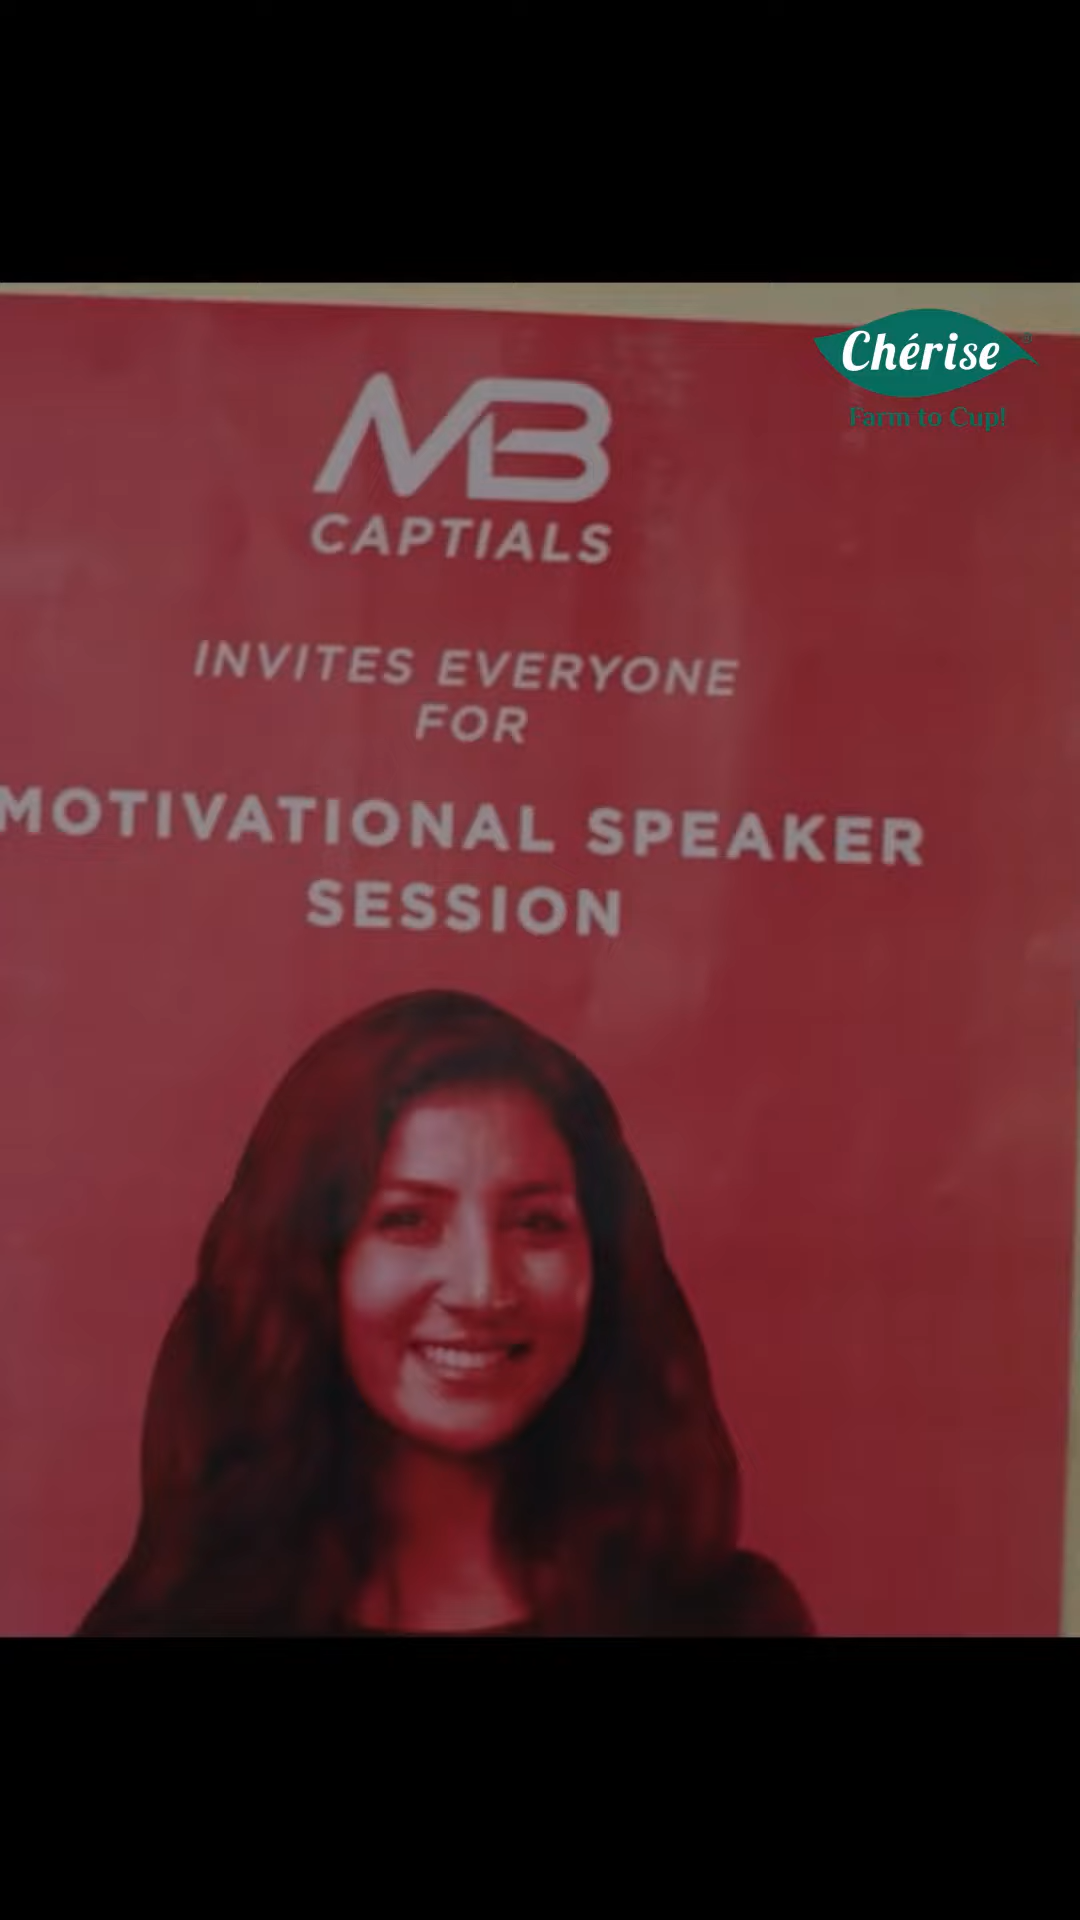 Chérise
Farm to Cup!
MB
CAPTIALS
INVITES EVERYONE
FOR
MOTIVATIONAL SPEAKER
SESSION